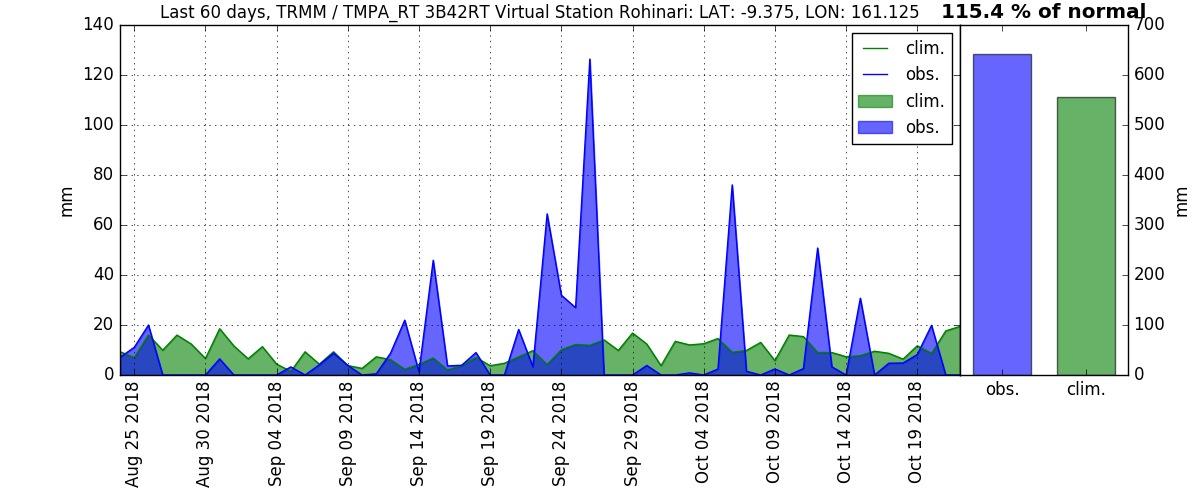 Last 60 days, TRMM / TMPA_RT 3B42RT Virtual Station Rohinari: LAT: -9.375, LON: 161.125
115.4 % of normal
140
120
100
80
60
40
20
0
mm
clim.
obs.
clim.
obs.
700
600
500
400
300
200
100
0
mm
Aug 25 2018
Aug 30 2018
Sep 04 2018
Sep 09 2018
Sep 14 2018
Sep 19 2018
Sep 24 2018
Sep 29 2018
Oct 04 2018
Oct 09 2018
Oct 14 2018
Oct 19 2018
obs.
clim.